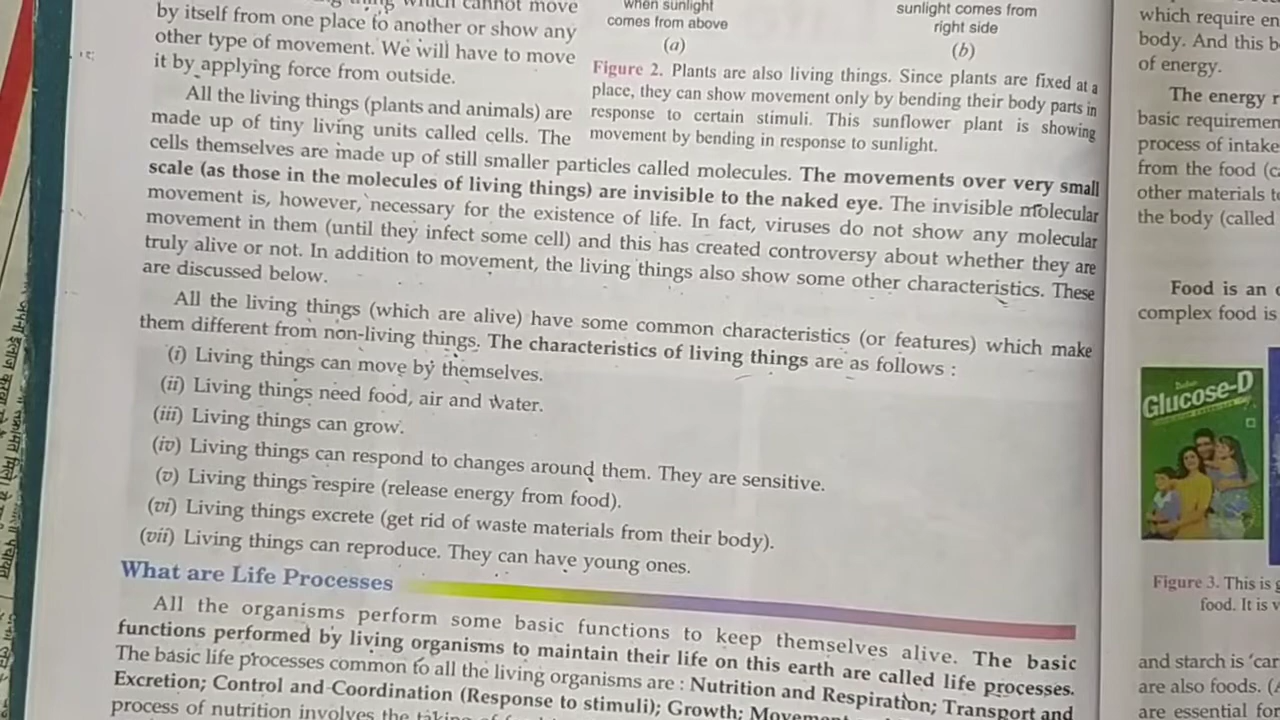 which cannot move
by itself from one place to another or show any
other type of movement. We will have to move
it by applying force from outside.
when sunlight
comes from above
(a)
sunlight comes from
right side
(b)
Figure 2. Plants are also living things. Since plants are fixed at a
place, they can show movement only by bending their body parts in
response to certain stimuli. This sunflower plant is showing
movement by bending in response to sunlight.
All the living things (plants and animals) are
made up of tiny living units called cells. The
cells themselves are made up of still smaller particles called molecules. The movements over very small
scale (as those in the molecules of living things) are invisible to the naked eye. The invisible molecular
movement is, however, necessary for the existence of life. In fact, viruses do not show any molecular
movement in them (until they infect some cell) and this has created controversy about whether they are
truly alive or not. In addition to movement, the living things also show some other characteristics. These
are discussed below.
All the living things (which are alive) have some common characteristics (or features) which make
them different from non-living things. The characteristics of living things are as follows :
(i) Living things can move by themselves.
(ii) Living things need food, air and water.
(iii) Living things can grow.
(iv) Living things can respond to changes around them. They are sensitive.
(v) Living things respire (release energy from food).
(vi) Living things excrete (get rid of waste materials from their body).
(vii) Living things can reproduce. They can have young ones.
What are Life Processes
All the organisms perform some basic functions to keep themselves alive. The basic
functions performed by living organisms to maintain their life on this earth are called life processes.
The basic life processes common to all the living organisms are : Nutrition and Respiration; Transport and
Excretion; Control and Coordination (Response to stimuli); Growth;
process of nutrition involves the
which require
body. And this
of energy.
The energy
basic
process of intake
from the food
other materials
the body (called
Food is an
complex food is
Glucose-D
Figure 3. This is
food. It is
and starch is
are also foods.
are essential for